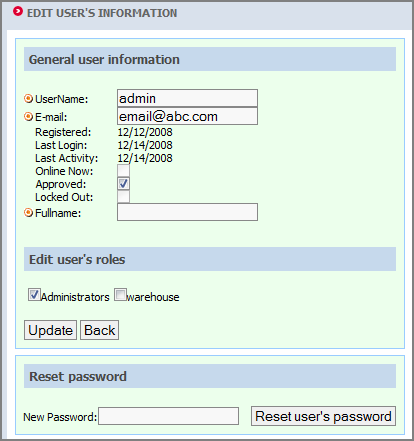 EDIT USER'S INFORMATION
General user information
UserName: admin
E-mail: email@abc.com
Registered: 12/12/2008
Last Login: 12/14/2008
Last Activity: 12/14/2008
Online Now:
Approved:
Locked Out:
Fullname:
Edit user's roles
Administrators warehouse
Update Back
Reset password
New Password: Reset user's password